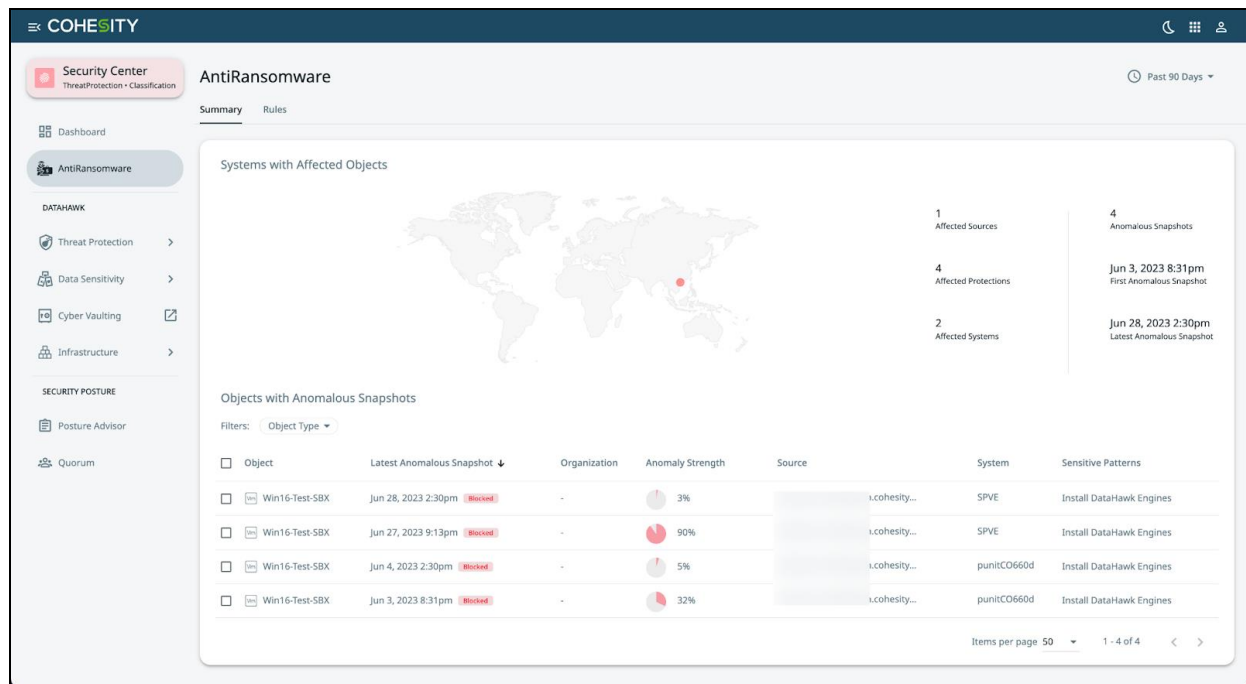 COHESITY
Security Center
ThreatProtection • Classification
Dashboard
AntiRansomware
DATAHAWK
Threat Protection
Data Sensitivity
Cyber Vaulting
Infrastructure
SECURITY POSTURE
Posture Advisor
Quorum
AntiRansomware
Past 90 Days
Summary Rules
Systems with Affected Objects
1
Affected Sources
4
Anomalous Snapshots
4
Affected Protections
Jun 3, 2023 8:31pm
First Anomalous Snapshot
2
Affected Systems
Jun 28, 2023 2:30pm
Latest Anomalous Snapshot
Objects with Anomalous Snapshots
Filters: Object Type
Object Latest Anomalous Snapshot Organization Anomaly Strength Source System Sensitive Patterns
Win16-Test-SBX Jun 28, 2023 2:30pm Blocked - 3% .cohesity... SPVE Install DataHawk Engines
Win16-Test-SBX Jun 27, 2023 9:13pm Blocked - 90% .cohesity... SPVE Install DataHawk Engines
Win16-Test-SBX Jun 4, 2023 2:30pm Blocked - 5% .cohesity... punitCO660d Install DataHawk Engines
Win16-Test-SBX Jun 3, 2023 8:31pm Blocked - 32% .cohesity... punitCO660d Install DataHawk Engines
Items per page 50 1 - 4 of 4